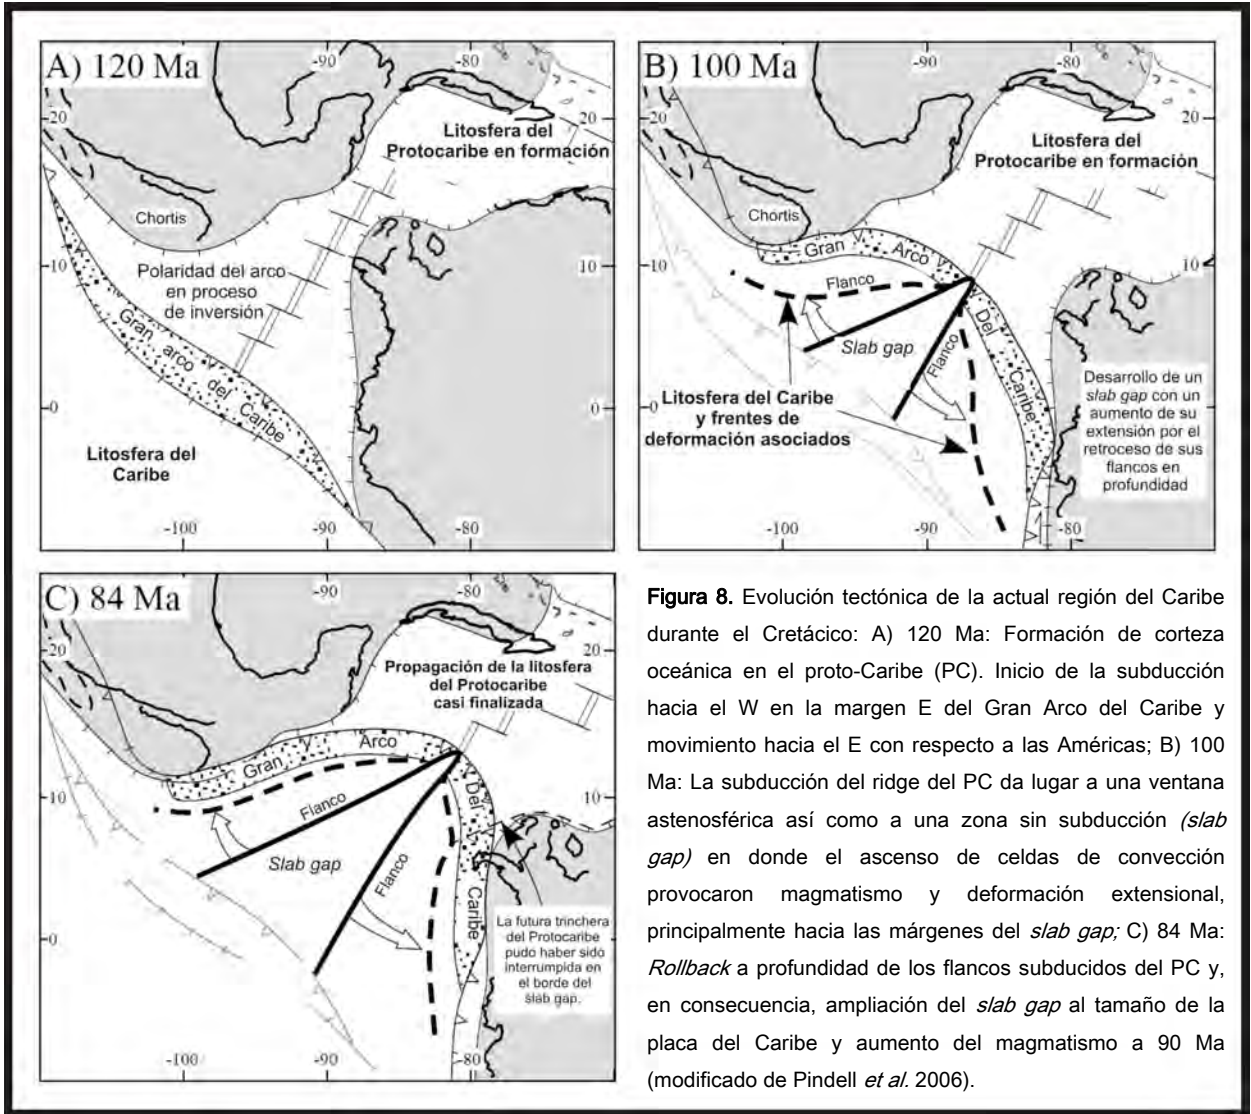 A) 120 Ma
-90
-80
20
20
Litosfera del
Protocaribe en formación
Chortis
10
10
Polaridad del arco
en proceso
de inversión
Gran arco del Caribe
0
0
Litosfera del
Caribe
-100
-90
-80
B) 100 Ma
-90
-80
20
20
Litosfera del
Protocaribe en formación
Chortis
Gran Arco Del Caribe
10
10
Flanco
Slab gap
Flanco
Litosfera del Caribe
y frentes de
deformación asociados
0
0
Desarrollo de un
slab gap con un
aumento de su
extensión por el
retroceso de sus
flancos en
profundidad
-100
-90
-80
C) 84 Ma
-90
-80
20
20
Propagación de la litosfera
del Protocaribe
casi finalizada
Gran Arco Del Caribe
10
10
Flanco
Slab gap
Flanco
0
0
La futura trinchera
del Protocaribe
pudo haber sido
interrumpida en
el borde del
slab gap.
-100
-90
-80
Figura 8. Evolución tectónica de la actual región del Caribe
durante el Cretácico: A) 120 Ma: Formación de corteza
oceánica en el proto-Caribe (PC). Inicio de la subducción
hacia el W en la margen E del Gran Arco del Caribe y
movimiento hacia el E con respecto a las Américas; B) 100
Ma: La subducción del ridge del PC da lugar a una ventana
astenosférica así como a una zona sin subducción (slab
gap) en donde el ascenso de celdas de convección
provocaron magmatismo y deformación extensional,
principalmente hacia las márgenes del slab gap; C) 84 Ma:
Rollback a profundidad de los flancos subducidos del PC y,
en consecuencia, ampliación del slab gap al tamaño de la
placa del Caribe y aumento del magmatismo a 90 Ma
(modificado de Pindell et al. 2006).